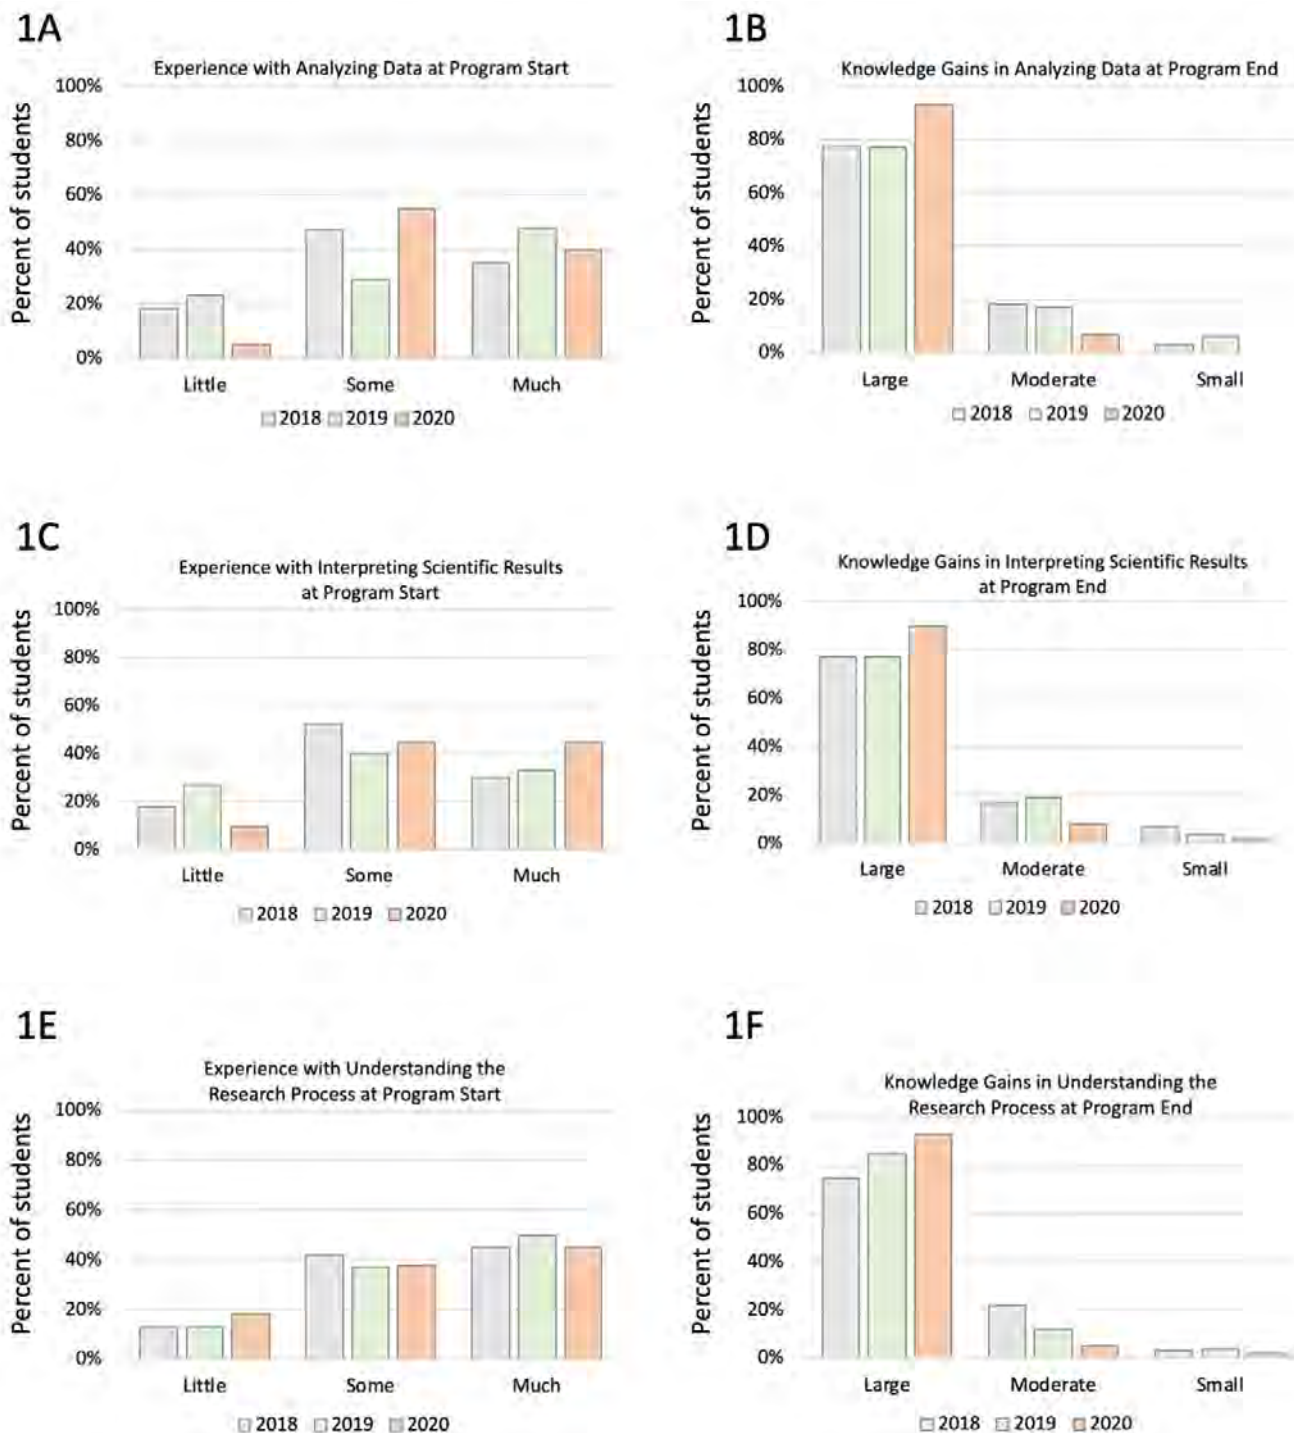 1A
Experience with Analyzing Data at Program Start
Percent of students
100%
80%
60%
40%
20%
0%
Little Some Much
2018 2019 2020
1B
Knowledge Gains in Analyzing Data at Program End
Percent of students
100%
80%
60%
40%
20%
0%
Large Moderate Small
2018 2019 2020
1C
Experience with Interpreting Scientific Results
at Program Start
Percent of students
100%
80%
60%
40%
20%
0%
Little Some Much
2018 2019 2020
1D
Knowledge Gains in Interpreting Scientific Results
at Program End
Percent of students
100%
80%
60%
40%
20%
0%
Large Moderate Small
2018 2019 2020
1E
Experience with Understanding the
Research Process at Program Start
Percent of students
100%
80%
60%
40%
20%
0%
Little Some Much
2018 2019 2020
1F
Knowledge Gains in Understanding the
Research Process at Program End
Percent of students
100%
80%
60%
40%
20%
0%
Large Moderate Small
2018 2019 2020